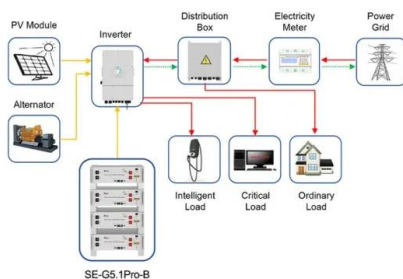 PV Module
Inverter
Distribution
Box
Electricity
Meter
Power
Grid
Alternator
Intelligent
Load
Critical
Load
Ordinary
Load
SE-G5.1Pro-B